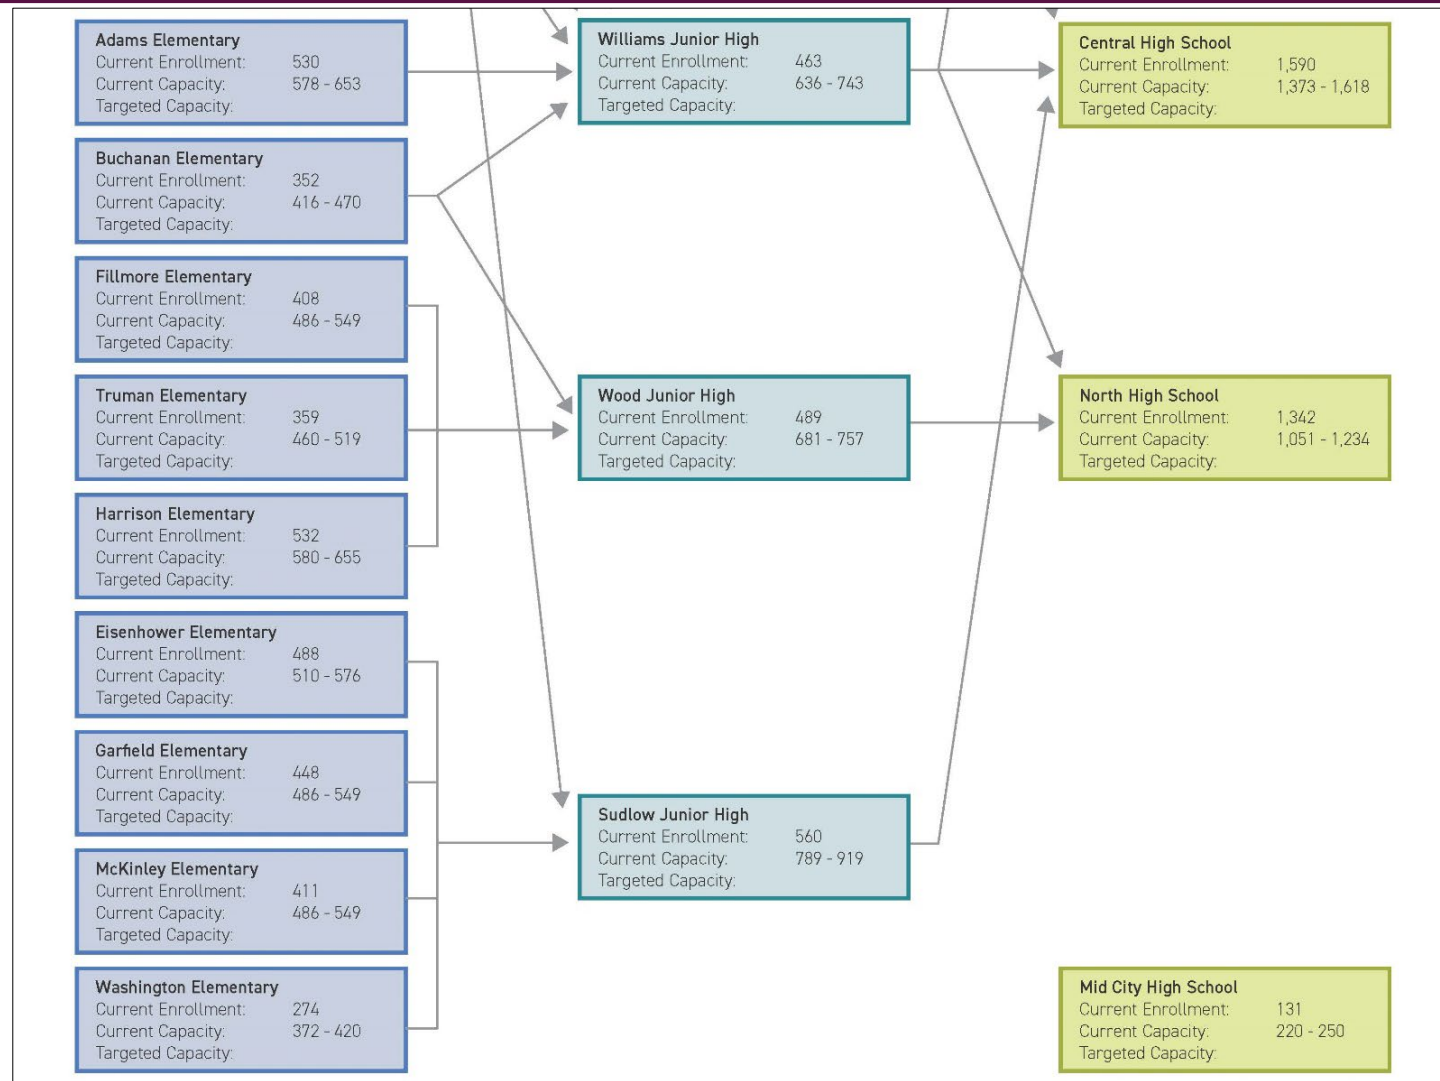 Adams Elementary
Current Enrollment: 530
Current Capacity: 578 - 653
Targeted Capacity:
Buchanan Elementary
Current Enrollment: 352
Current Capacity: 416 - 470
Targeted Capacity:
Fillmore Elementary
Current Enrollment: 408
Current Capacity: 486 - 549
Targeted Capacity:
Truman Elementary
Current Enrollment: 359
Current Capacity: 460 - 519
Targeted Capacity:
Harrison Elementary
Current Enrollment: 532
Current Capacity: 580 - 655
Targeted Capacity:
Eisenhower Elementary
Current Enrollment: 488
Current Capacity: 510 - 576
Targeted Capacity:
Garfield Elementary
Current Enrollment: 448
Current Capacity: 486 - 549
Targeted Capacity:
McKinley Elementary
Current Enrollment: 411
Current Capacity: 486 - 549
Targeted Capacity:
Washington Elementary
Current Enrollment: 274
Current Capacity: 372 - 420
Targeted Capacity:
Williams Junior High
Current Enrollment: 463
Current Capacity: 636 - 743
Targeted Capacity:
Wood Junior High
Current Enrollment: 489
Current Capacity: 681 - 757
Targeted Capacity:
Sudlow Junior High
Current Enrollment: 560
Current Capacity: 789 - 919
Targeted Capacity:
Central High School
Current Enrollment: 1,590
Current Capacity: 1,373 - 1,618
Targeted Capacity:
North High School
Current Enrollment: 1,342
Current Capacity: 1,051 - 1,234
Targeted Capacity:
Mid City High School
Current Enrollment: 131
Current Capacity: 220 - 250
Targeted Capacity: